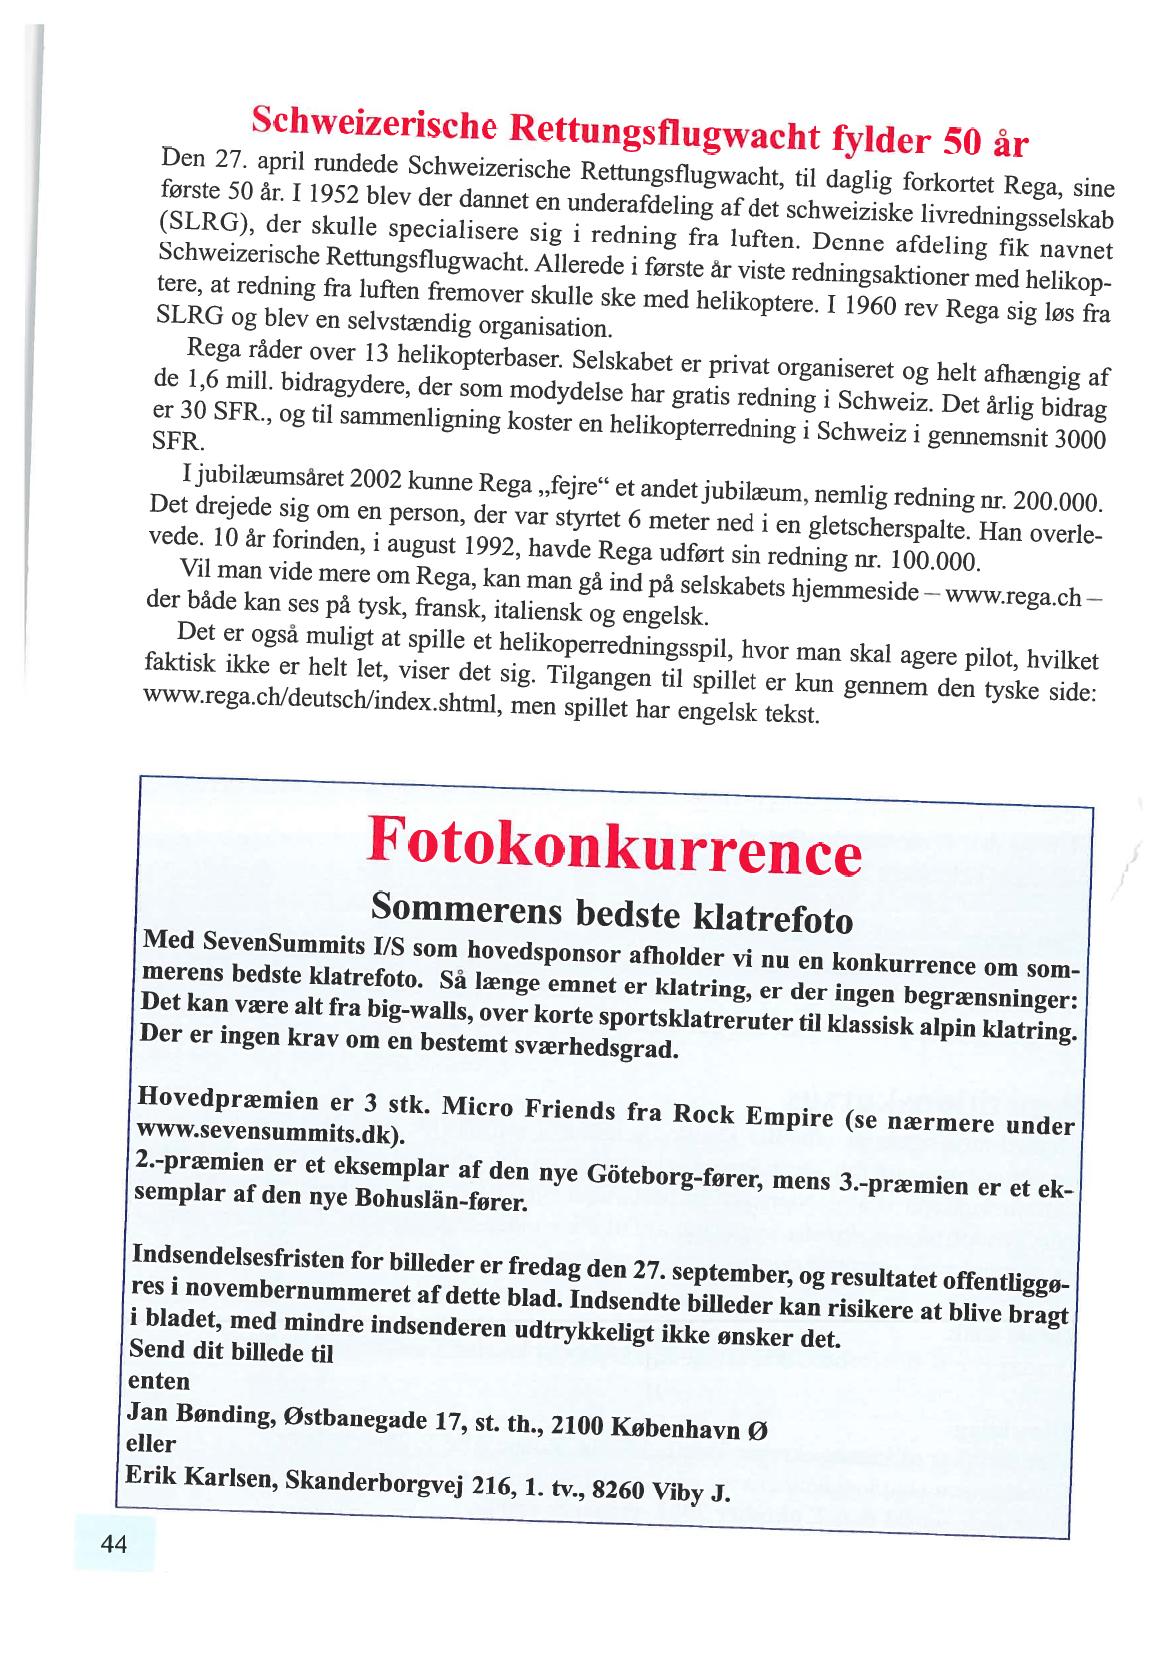 Schweizerische Rettungsflugwacht fylder 50 år
Den 27. april rundede Schweizerische Rettungsflugwacht, til daglig forkortet Rega, sine
første 50 år. I 1952 blev der dannet en underafdeling af det schweiziske livredningsselskab
(SLRG), der skulle specialisere sig i redning fra luften. Denne afdeling fik navnet
Schweizerische Rettungsflugwacht. Allerede i første år viste redningsaktioner med helikop-
tere, at redning fra luften fremover skulle ske med helikoptere. I 1960 rev Rega sig løs fra
SLRG og blev en selvstændig organisation.
Rega råder over 13 helikopterbaser. Selskabet er privat organiseret og helt afhængig af
de 1,6 mill. bidragydere, der som modydelse har gratis redning i Schweiz. Det årlig bidrag
er 30 SFR., og til sammenligning koster en helikopterredning i Schweiz i gennemsnit 3000
SFR.
I jubilæumsåret 2002 kunne Rega „fejre“ et andet jubilæum, nemlig redning nr. 200.000.
Det drejede sig om en person, der var styrtet 6 meter ned i en gletscherspalte. Han overle-
vede. 10 år forinden, i august 1992, havde Rega udført sin redning nr. 100.000.
Vil man vide mere om Rega, kan man gå ind på selskabets hjemmeside – www.rega.ch –
der både kan ses på tysk, fransk, italiensk og engelsk.
Det er også muligt at spille et helikoperredningsspil, hvor man skal agere pilot, hvilket
faktisk ikke er helt let, viser det sig. Tilgangen til spillet er kun gennem den tyske side:
www.rega.ch/deutsch/index.shtml, men spillet har engelsk tekst.
Fotokonkurrence
Sommerens bedste klatrefoto
Med SevenSummits I/S som hovedsponsor afholder vi nu en konkurrence om som-
merens bedste klatrefoto. Så længe emnet er klatring, er der ingen begrænsninger:
Det kan være alt fra big-walls, over korte sportsklatreruter til klassisk alpin klatring.
Der er ingen krav om en bestemt sværhedsgrad.
Hovedpræmien er 3 stk. Micro Friends fra Rock Empire (se nærmere under
www.sevensummits.dk).
2.-præmien er et eksemplar af den nye Göteborg-fører, mens 3.-præmien er et ek-
semplar af den nye Bohuslän-fører.
Indsendelsesfristen for billeder er fredag den 27. september, og resultatet offentliggø-
res i novembernummeret af dette blad. Indsendte billeder kan risikere at blive bragt
i bladet, med mindre indsenderen udtrykkeligt ikke ønsker det.
Send dit billede til
enten
Jan Bønding, Østbanegade 17, st. th., 2100 København Ø
eller
Erik Karlsen, Skanderborgvej 216, 1. tv., 8260 Viby J.
44